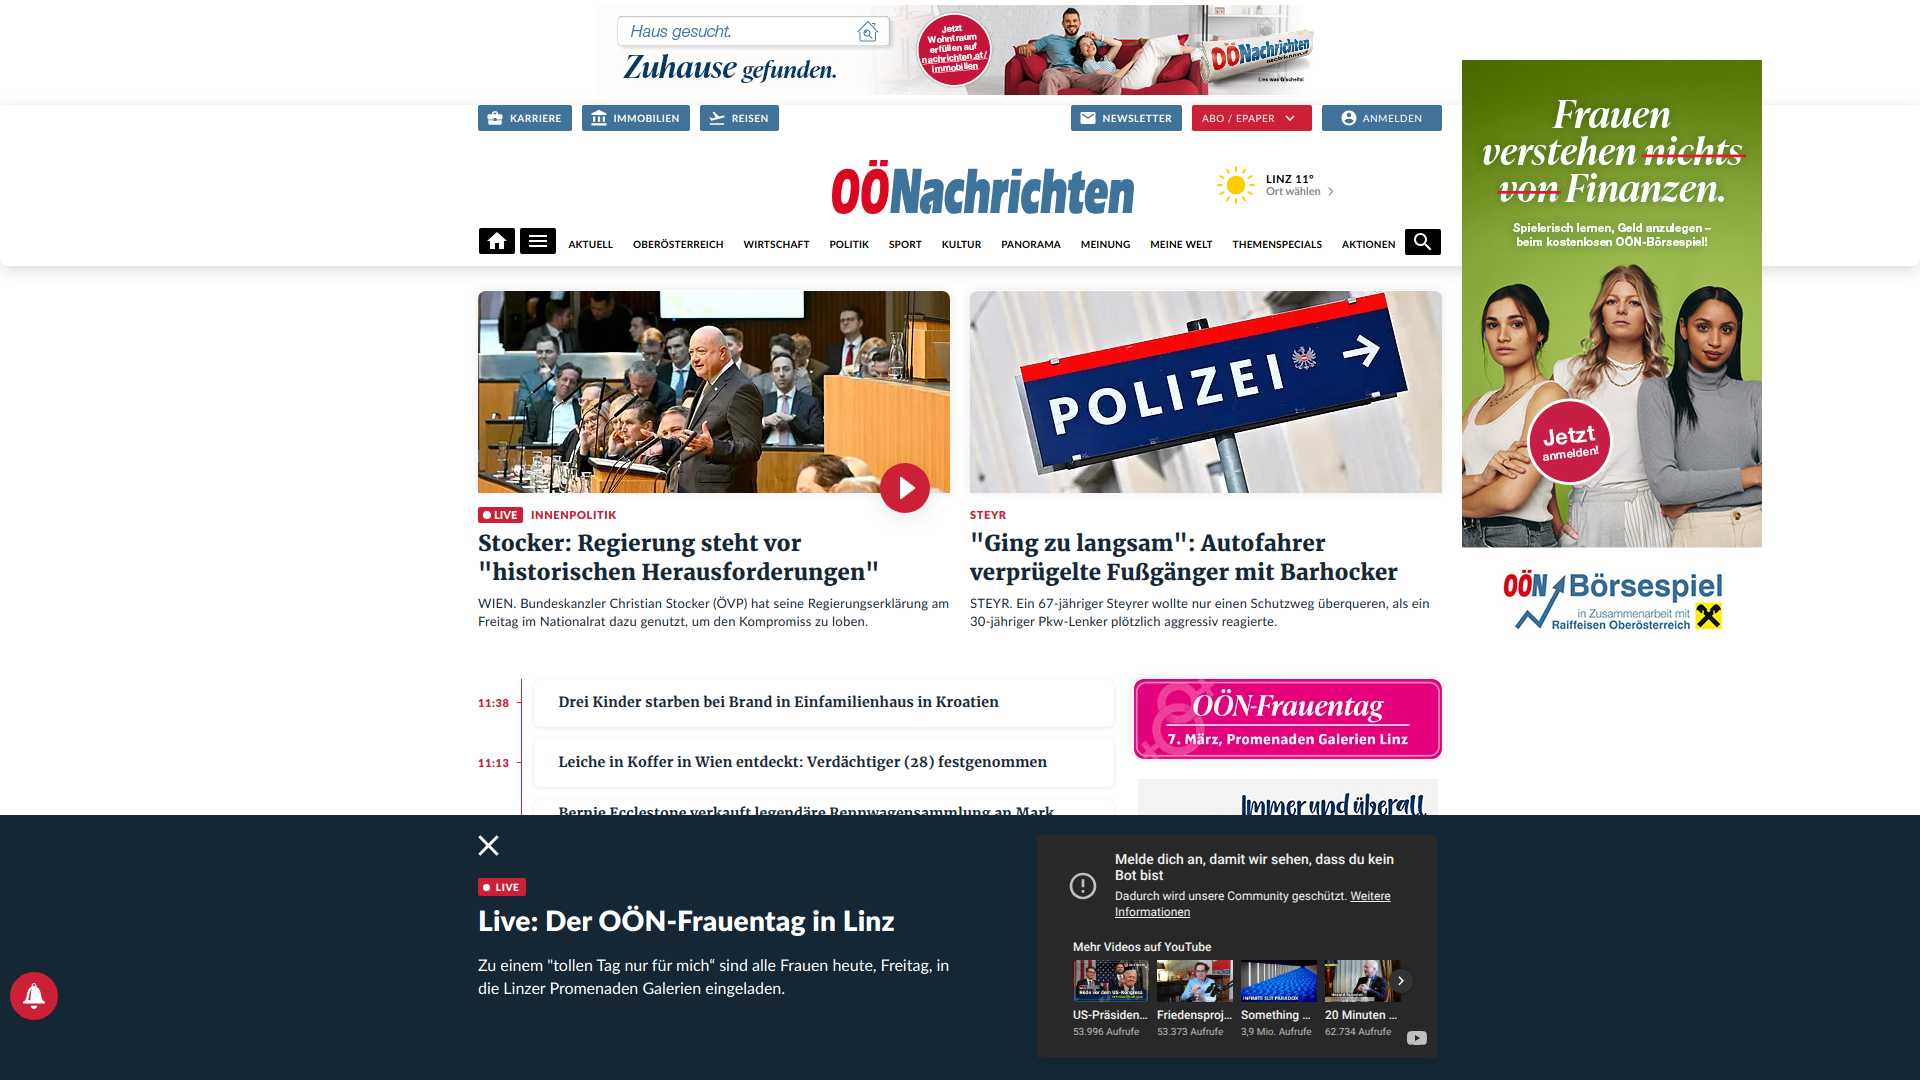 Haus gesucht.
Zuhause gefunden.
Jetzt
Wohntraum
erfüllen auf
nachrichten.at/
immobilien
OÖNachrichten
Lies was G'scheits!
KARRIERE
IMMOBILIEN
REISEN
NEWSLETTER
ABO / EPAPER
ANMELDEN
OÖNachrichten
LINZ 11°
Ort wählen
AKTUELL
OBERÖSTERREICH
WIRTSCHAFT
POLITIK
SPORT
KULTUR
PANORAMA
MEINUNG
MEINE WELT
THEMENSPECIALS
AKTIONEN
Frauen
verstehen nichts
von Finanzen.
Spielerisch lernen, Geld anzulegen –
beim kostenlosen OÖN-Börsespiel!
Jetzt
anmelden!
OÖN Börsespiel
in Zusammenarbeit mit
Raiffeisen Oberösterreich
LIVE INNENPOLITIK
Stocker: Regierung steht vor
"historischen Herausforderungen"
WIEN. Bundeskanzler Christian Stocker (ÖVP) hat seine Regierungserklärung am
Freitag im Nationalrat dazu genutzt, um den Kompromiss zu loben.
POLIZEI
STEYR
"Ging zu langsam": Autofahrer
verprügelte Fußgänger mit Barhocker
STEYR. Ein 67-jähriger Steyrer wollte nur einen Schutzweg überqueren, als ein
30-jähriger Pkw-Lenker plötzlich aggressiv reagierte.
11:38
Drei Kinder starben bei Brand in Einfamilienhaus in Kroatien
11:13
Leiche in Koffer in Wien entdeckt: Verdächtiger (28) festgenommen
Bernie Ecclestone verkauft legendäre Rennwagensammlung an Mark
OÖN-Frauentag
7. März, Promenaden Galerien Linz
Immer und überall
LIVE
Live: Der OÖN-Frauentag in Linz
Zu einem "tollen Tag nur für mich“ sind alle Frauen heute, Freitag, in
die Linzer Promenaden Galerien eingeladen.
Melde dich an, damit wir sehen, dass du kein
Bot bist
Dadurch wird unsere Community geschützt. Weitere
Informationen
Mehr Videos auf YouTube
INFINITE SLIT PARADOX
US-Präsiden...
53.996 Aufrufe
Friedensproj...
53.373 Aufrufe
Something ...
3,9 Mio. Aufrufe
20 Minuten ...
62.734 Aufrufe